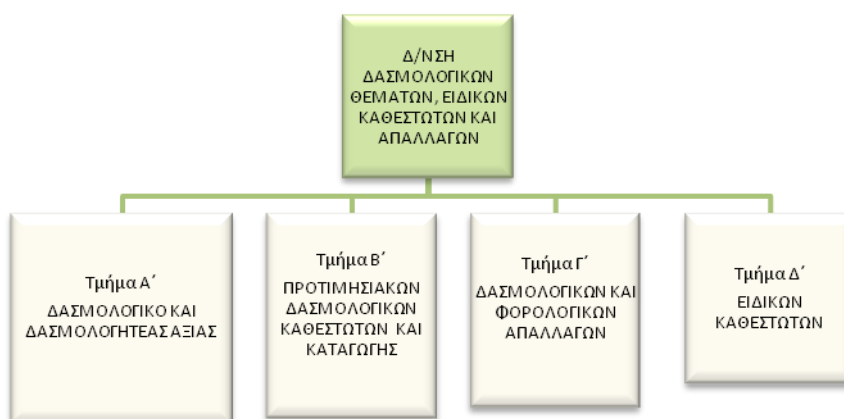 Δ/ΝΣΗ
ΔΑΣΜΟΛΟΓΙΚΩΝ
ΘΕΜΑΤΩΝ, ΕΙΔΙΚΩΝ
ΚΑΘΕΣΤΩΤΩΝ ΚΑΙ
ΑΠΑΛΛΑΓΩΝ
Τμήμα Α΄
ΔΑΣΜΟΛΟΓΙΚΟ ΚΑΙ
ΔΑΣΜΟΛΟΓΗΤΕΑΣ ΑΞΙΑΣ
Τμήμα Β΄
ΠΡΟΤΙΜΗΣΙΑΚΩΝ
ΔΑΣΜΟΛΟΓΙΚΩΝ
ΚΑΘΕΣΤΩΤΩΝ ΚΑΙ
ΚΑΤΑΓΩΓΗΣ
Τμήμα Γ΄
ΔΑΣΜΟΛΟΓΙΚΩΝ ΚΑΙ
ΦΟΡΟΛΟΓΙΚΩΝ
ΑΠΑΛΛΑΓΩΝ
Τμήμα Δ΄
ΕΙΔΙΚΩΝ
ΚΑΘΕΣΤΩΤΩΝ